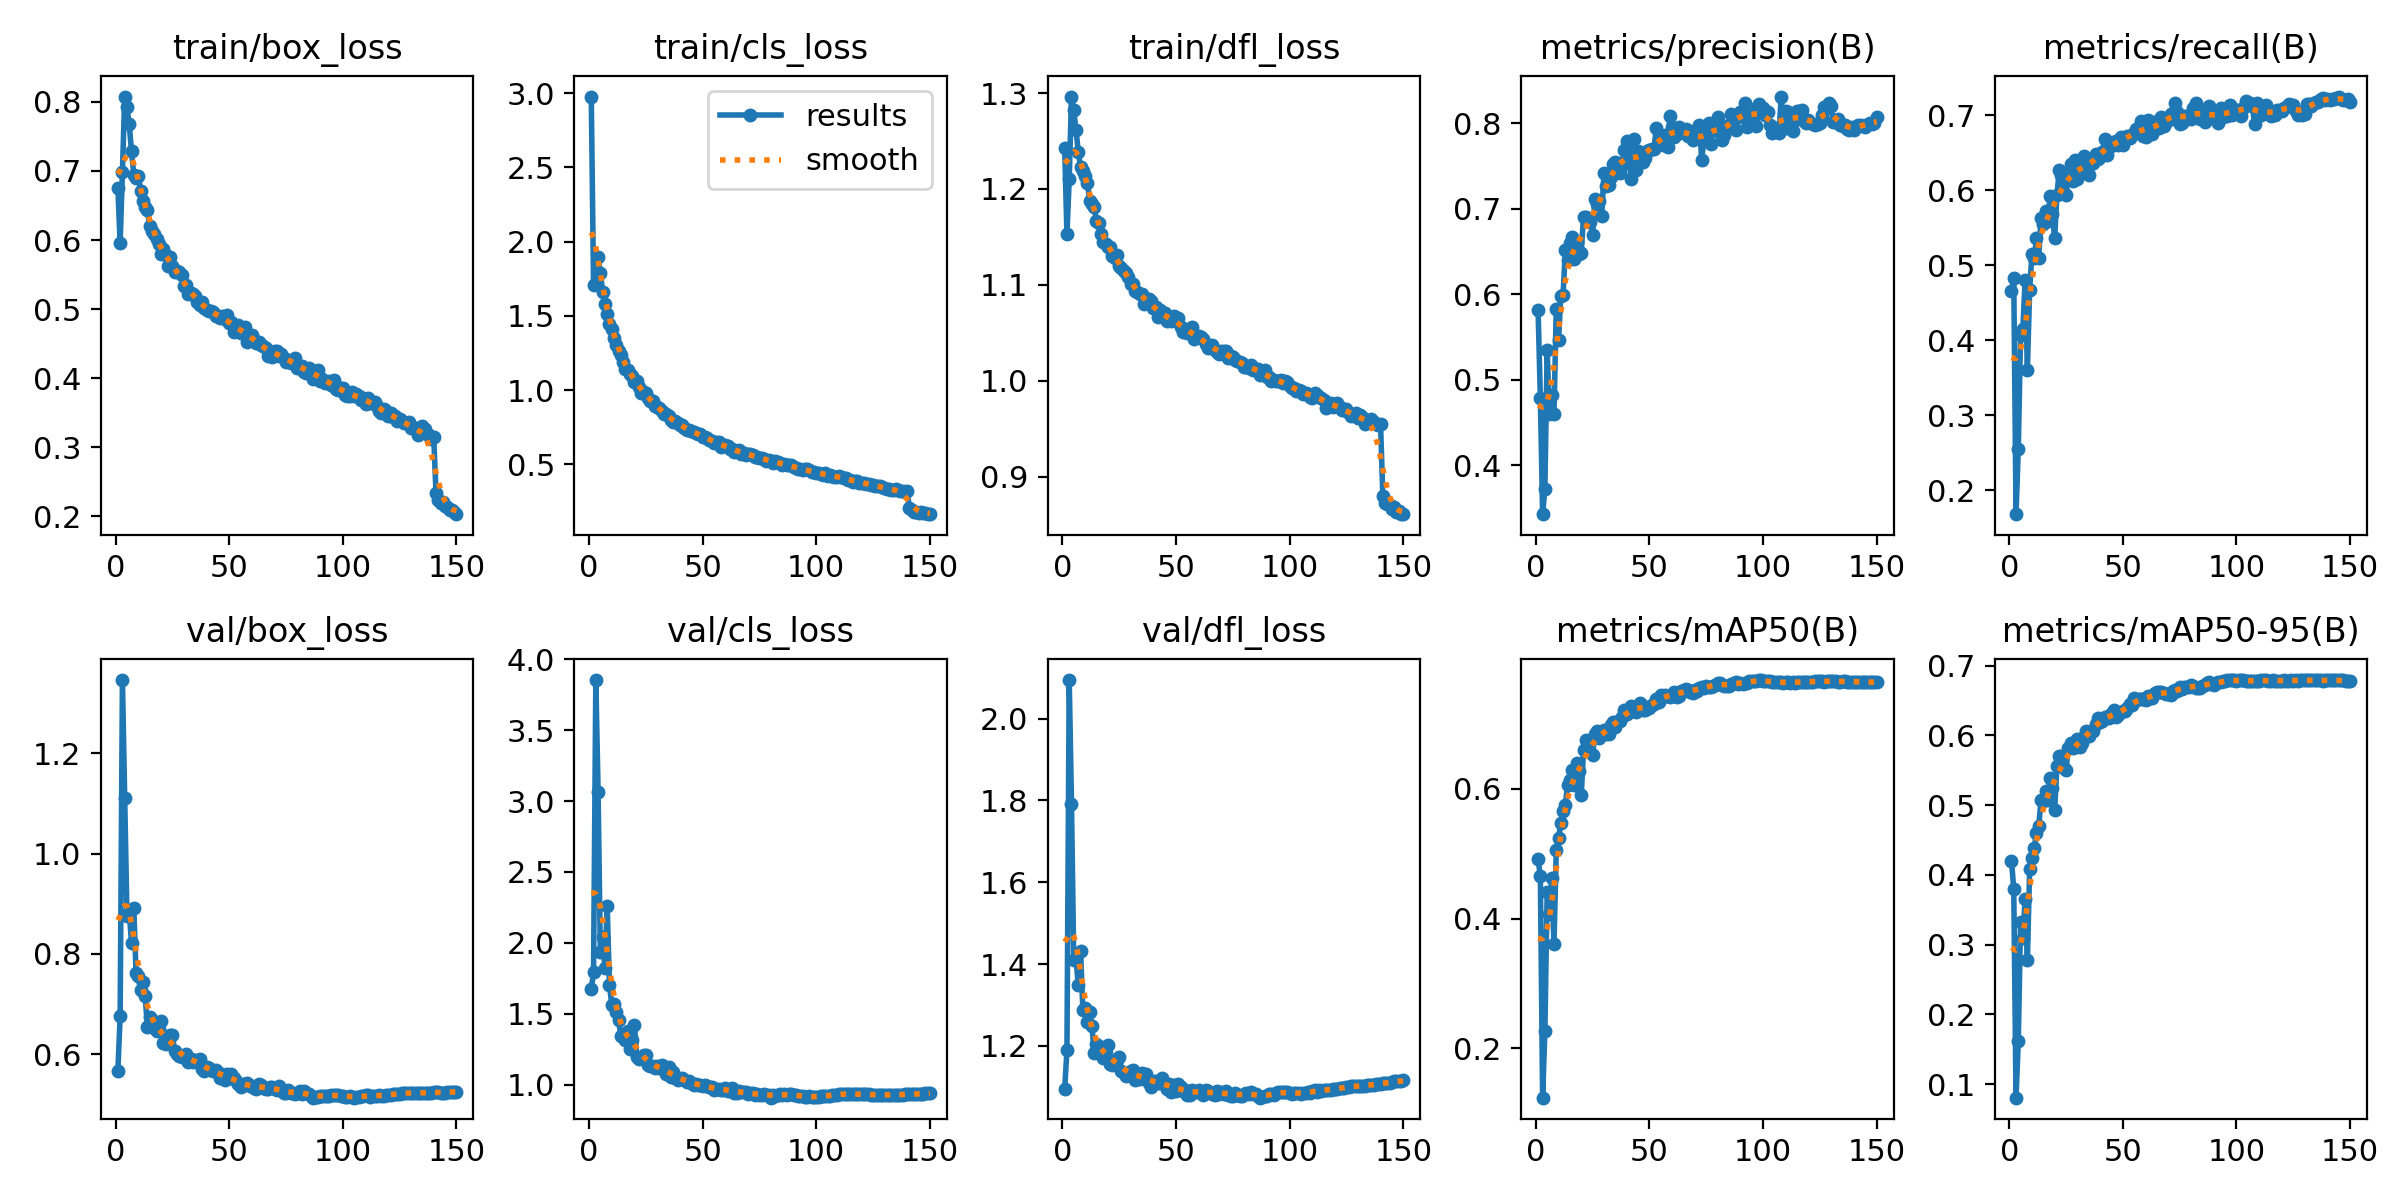 train/box_loss
0.8
0.7
0.6
0.5
0.4
0.3
0.2
0 50 100 150
train/cls_loss
3.0
2.5
2.0
1.5
1.0
0.5
results
smooth
0 50 100 150
train/dfl_loss
1.3
1.2
1.1
1.0
0.9
0 50 100 150
metrics/precision(B)
0.8
0.7
0.6
0.5
0.4
0 50 100 150
metrics/recall(B)
0.7
0.6
0.5
0.4
0.3
0.2
0 50 100 150
val/box_loss
1.2
1.0
0.8
0.6
0 50 100 150
val/cls_loss
4.0
3.5
3.0
2.5
2.0
1.5
1.0
0 50 100 150
val/dfl_loss
2.0
1.8
1.6
1.4
1.2
0 50 100 150
metrics/mAP50(B)
0.6
0.4
0.2
0 50 100 150
metrics/mAP50-95(B)
0.7
0.6
0.5
0.4
0.3
0.2
0.1
0 50 100 150